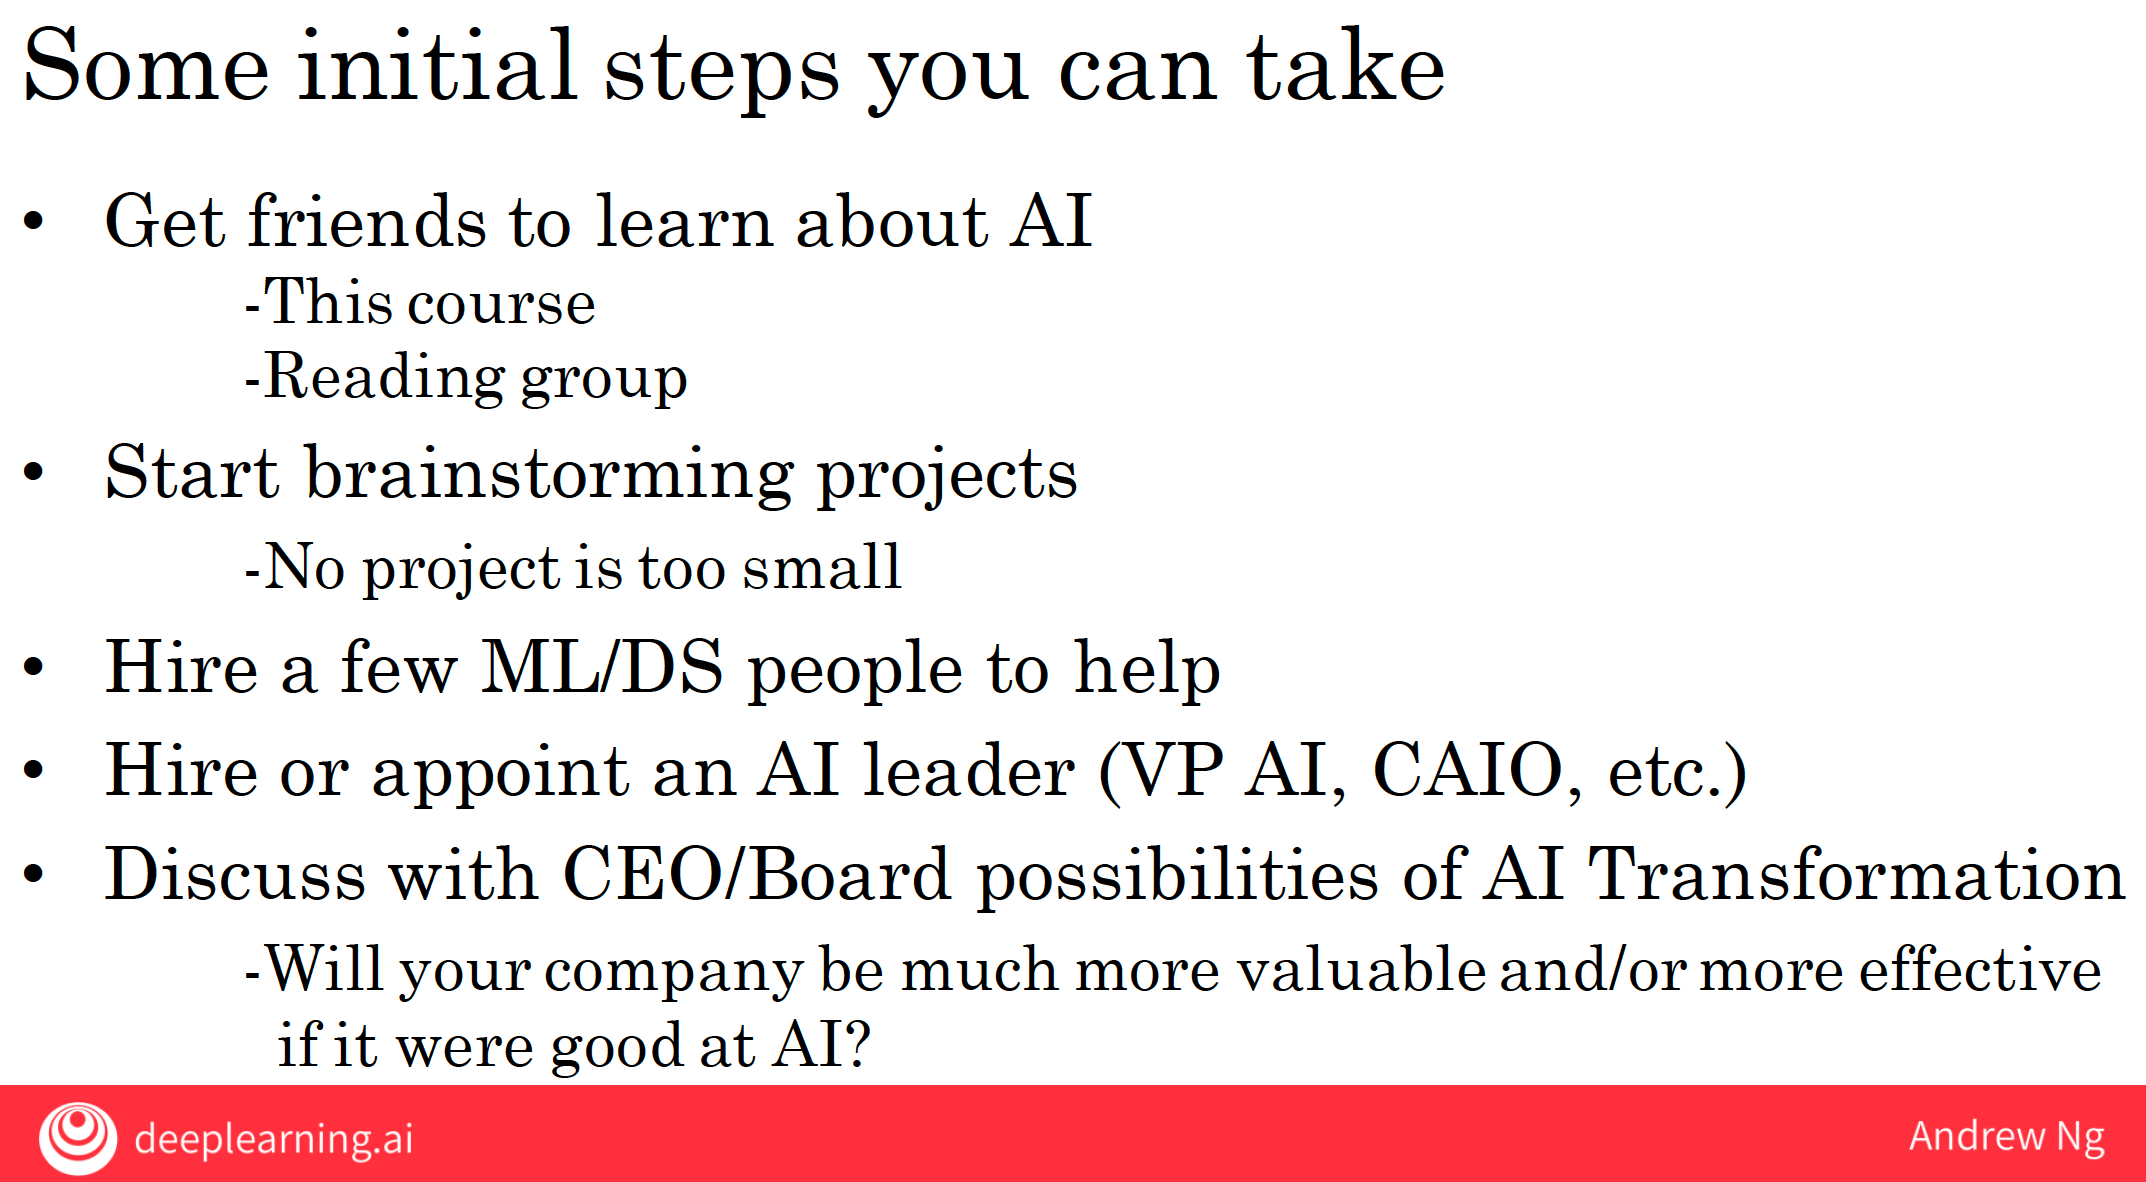 Some initial steps you can take
• Get friends to learn about AI
-This course
-Reading group
• Start brainstorming projects
-No project is too small
• Hire a few ML/DS people to help
• Hire or appoint an AI leader (VP AI, CAIO, etc.)
• Discuss with CEO/Board possibilities of AI Transformation
-Will your company be much more valuable and/or more effective
if it were good at AI?
deeplearning.ai
Andrew Ng